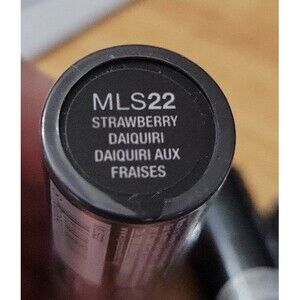 MLS22
STRAWBERRY
DAIQUIRI
DAIQUIRI AUX
FRAISES